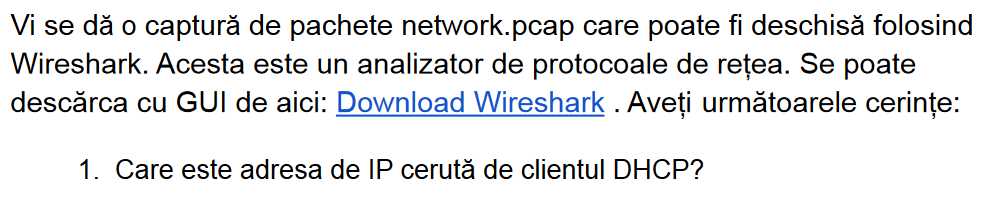 Vi se dă o captură de pachete network.pcap care poate fi deschisă folosind
Wireshark. Acesta este un analizator de protocoale de rețea. Se poate
descărca cu GUI de aici: Download Wireshark . Aveți următoarele cerințe:
1. Care este adresa de IP cerută de clientul DHCP?